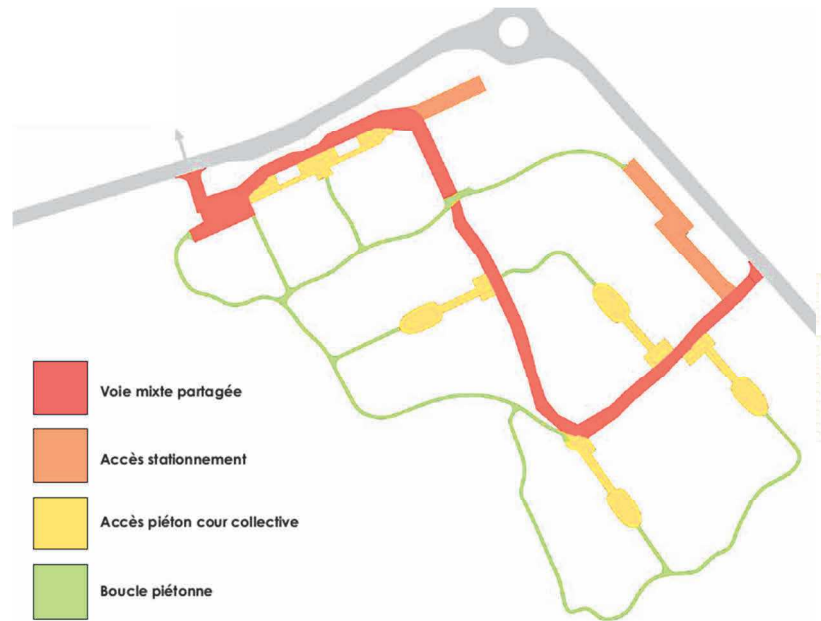 Voie mixte partagée
Accès stationnement
Accès piéton cour collective
Boucle piétonne